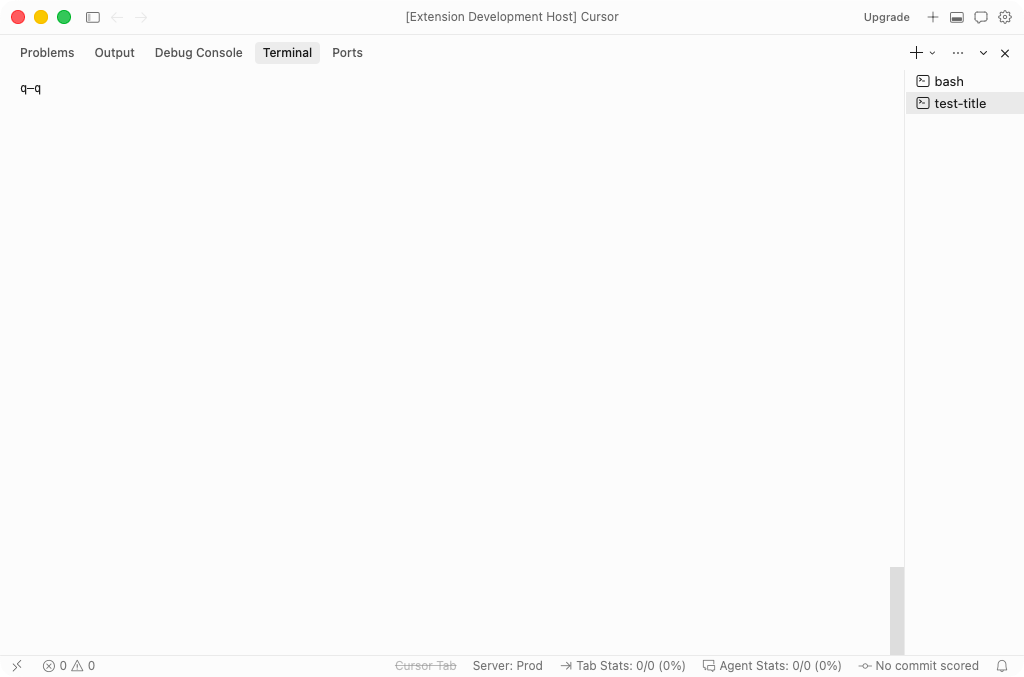 [Extension Development Host] Cursor
Upgrade
Problems Output Debug Console Terminal Ports
q─q
bash
test-title
0 0 Cursor Tab Server: Prod Tab Stats: 0/0 (0%) Agent Stats: 0/0 (0%) No commit scored